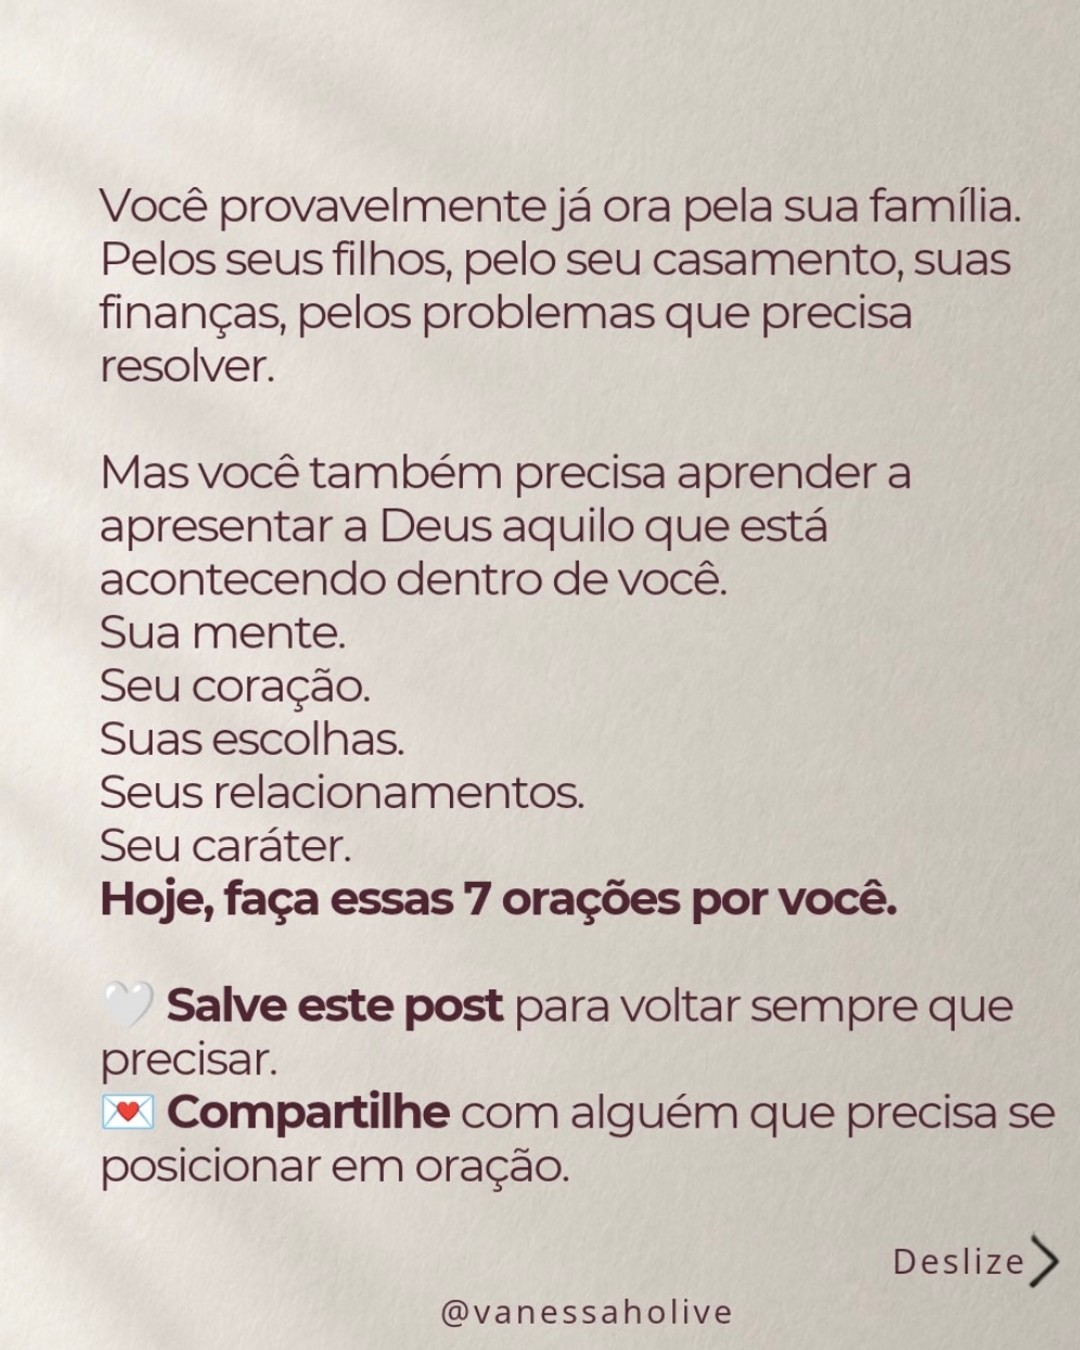 Você provavelmente já ora pela sua família.
Pelos seus filhos, pelo seu casamento, suas
finanças, pelos problemas que precisa
resolver.
Mas você também precisa aprender a
apresentar a Deus aquilo que está
acontecendo dentro de você.
Sua mente.
Seu coração.
Suas escolhas.
Seus relacionamentos.
Seu caráter.
Hoje, faça essas 7 orações por você.
🤍 Salve este post para voltar sempre que
precisar.
💌 Compartilhe com alguém que precisa se
posicionar em oração.
Deslize
@vanessaholive